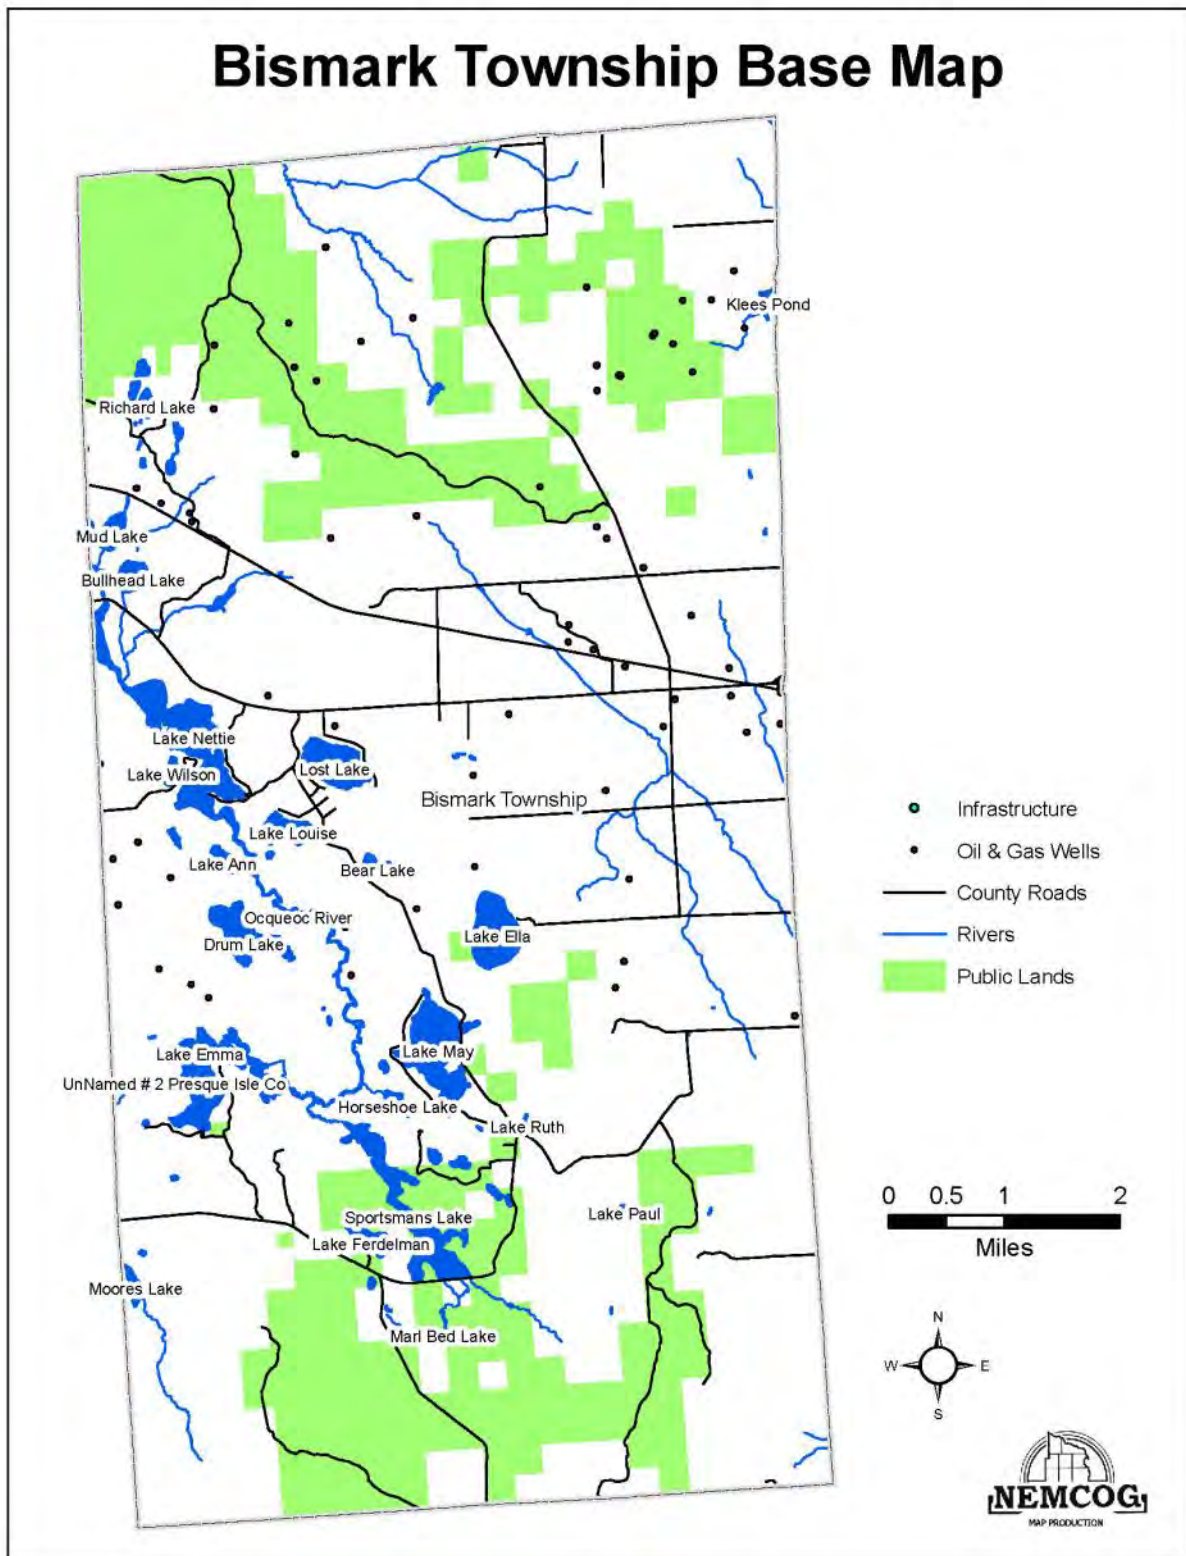 Bismark Township Base Map
Klees Pond
Richard Lake
Mud Lake
Bullhead Lake
Lake Nettie
Lake Wilson
Lost Lake
Bismark Township
Lake Louise
Lake Ann
Bear Lake
Ocqueoc River
Drum Lake
Lake Ella
Lake Emma
Lake May
UnNamed # 2 Presque Isle Co
Horseshoe Lake
Lake Ruth
Sportsmans Lake
Lake Paul
Lake Ferdelman
Moores Lake
Marl Bed Lake
Infrastructure
Oil & Gas Wells
County Roads
Rivers
Public Lands
0 0.5 1 2
Miles
N
W E
S
NEMCOG
MAP PRODUCTION